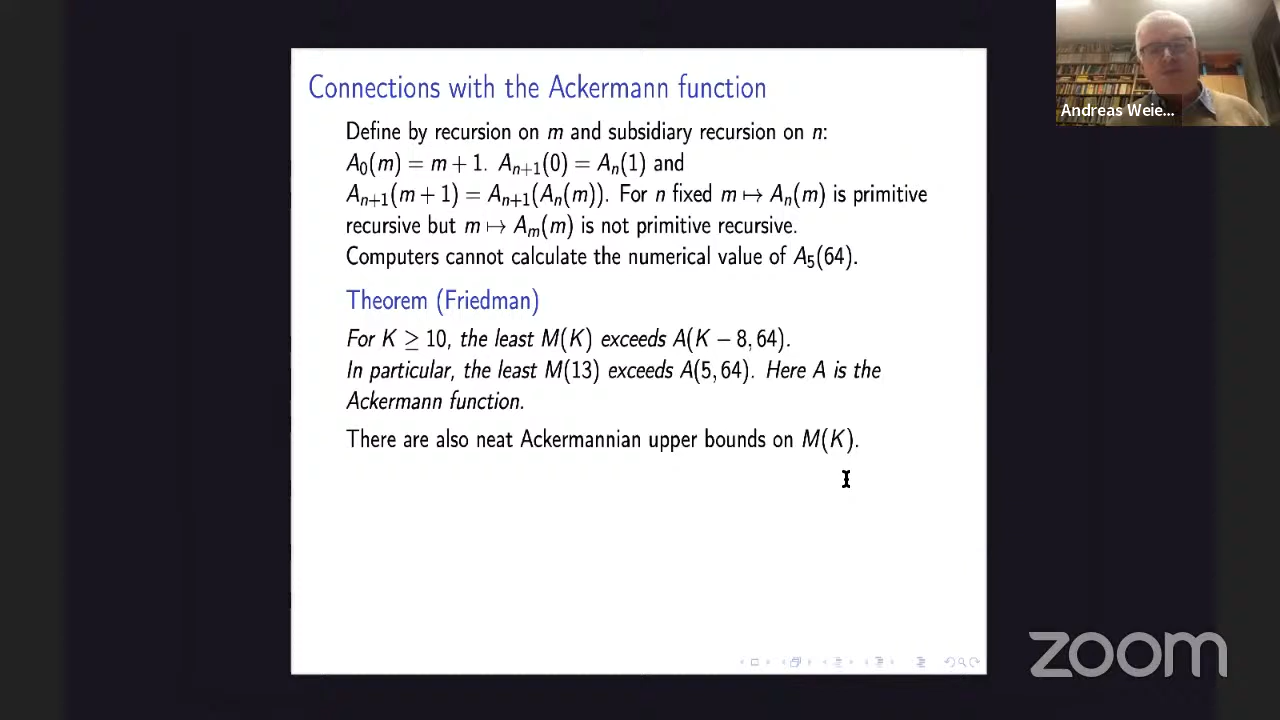 Connections with the Ackermann function
Define by recursion on m and subsidiary recursion on n:
A₀(m) = m + 1. Aₙ₊₁(0) = Aₙ(1) and
Aₙ₊₁(m + 1) = Aₙ₊₁(Aₙ(m)). For n fixed m ↦ Aₙ(m) is primitive
recursive but m ↦ Aₘ(m) is not primitive recursive.
Computers cannot calculate the numerical value of A₅(64).
Theorem (Friedman)
For K ≥ 10, the least M(K) exceeds A(K − 8, 64).
In particular, the least M(13) exceeds A(5, 64). Here A is the
Ackermann function.
There are also neat Ackermannian upper bounds on M(K).
Andreas Weie...
zoom